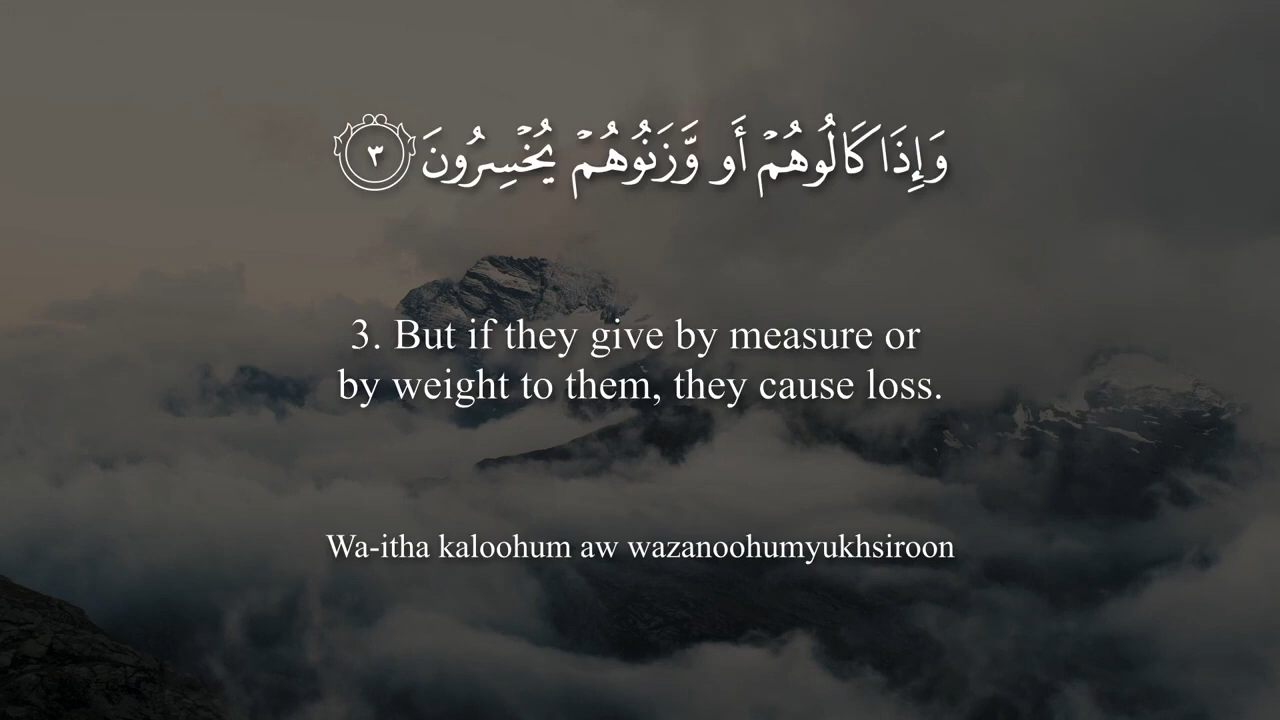 وَإِذَا كَالُوهُمْ أَو وَّزَنُوهُمْ يُخْسِرُونَ ٣
3. But if they give by measure or
by weight to them, they cause loss.
Wa-itha kaloohum aw wazanoohumyukhsiroon